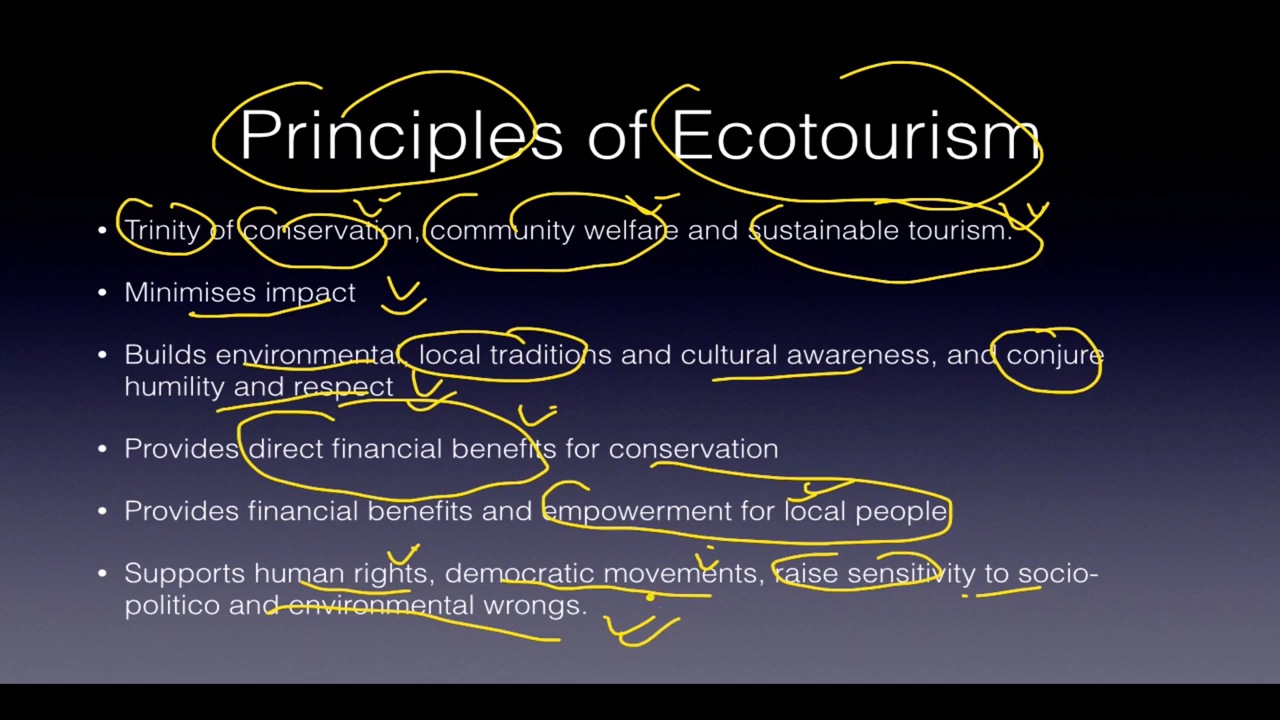 Principles of Ecotourism
• Trinity of conservation, community welfare and sustainable tourism.
• Minimises impact
• Builds environmental, local traditions and cultural awareness, and conjure
humility and respect
• Provides direct financial benefits for conservation
• Provides financial benefits and empowerment for local people
• Supports human rights, democratic movements, raise sensitivity to socio-
politico and environmental wrongs.